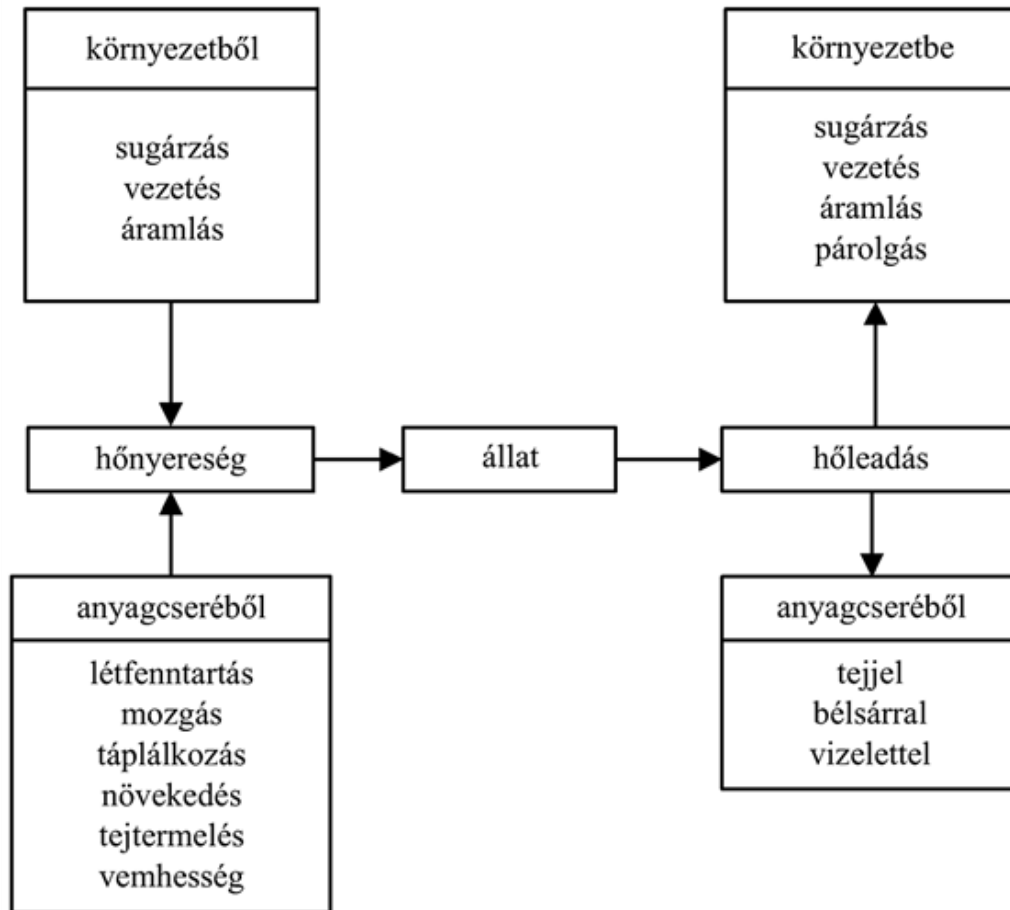 környezetből
sugárzás
vezetés
áramlás
környezetbe
sugárzás
vezetés
áramlás
párolgás
hőnyereség
állat
hőleadás
anyagcseréből
létfenntartás
mozgás
táplálkozás
növekedés
tejtermelés
vemhesség
anyagcseréből
tejjel
bélsárral
vizelettel